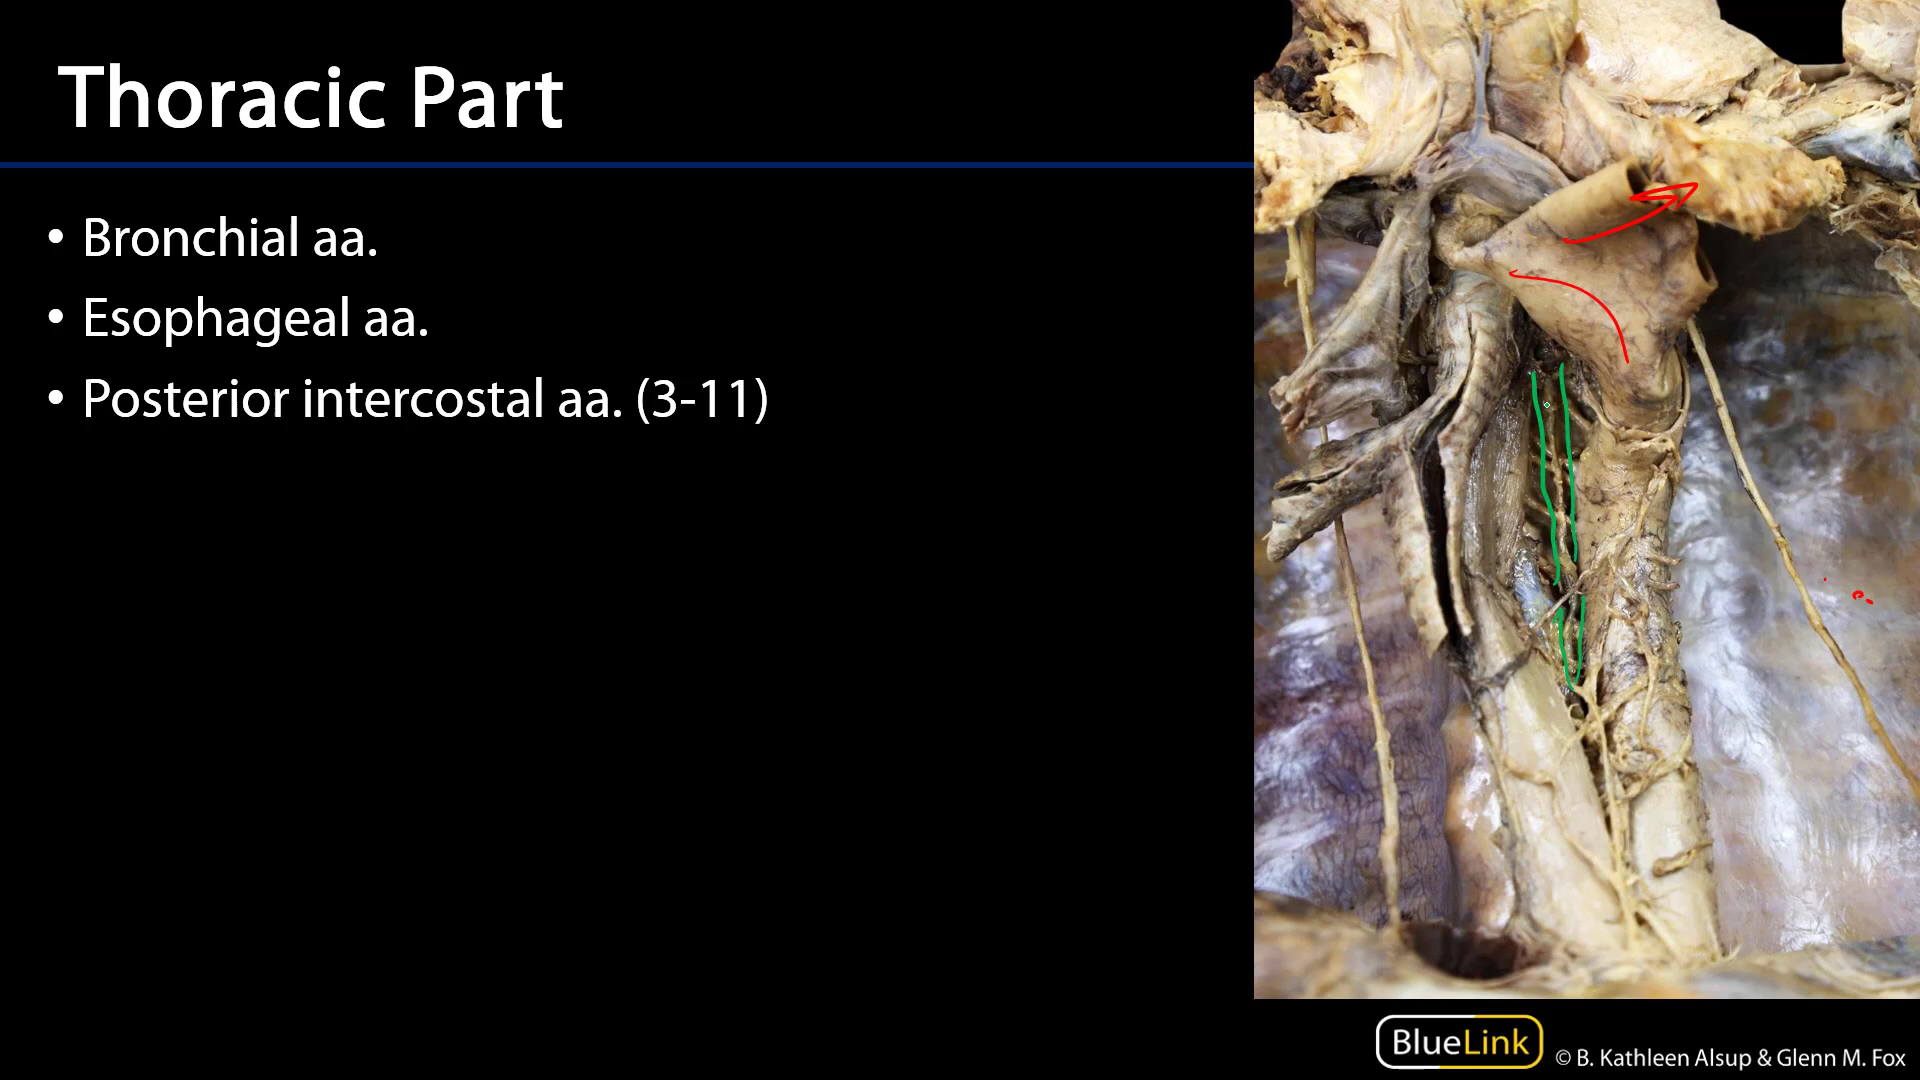 Thoracic Part
• Bronchial aa.
• Esophageal aa.
• Posterior intercostal aa. (3-11)
BlueLink
© B. Kathleen Alsup & Glenn M. Fox